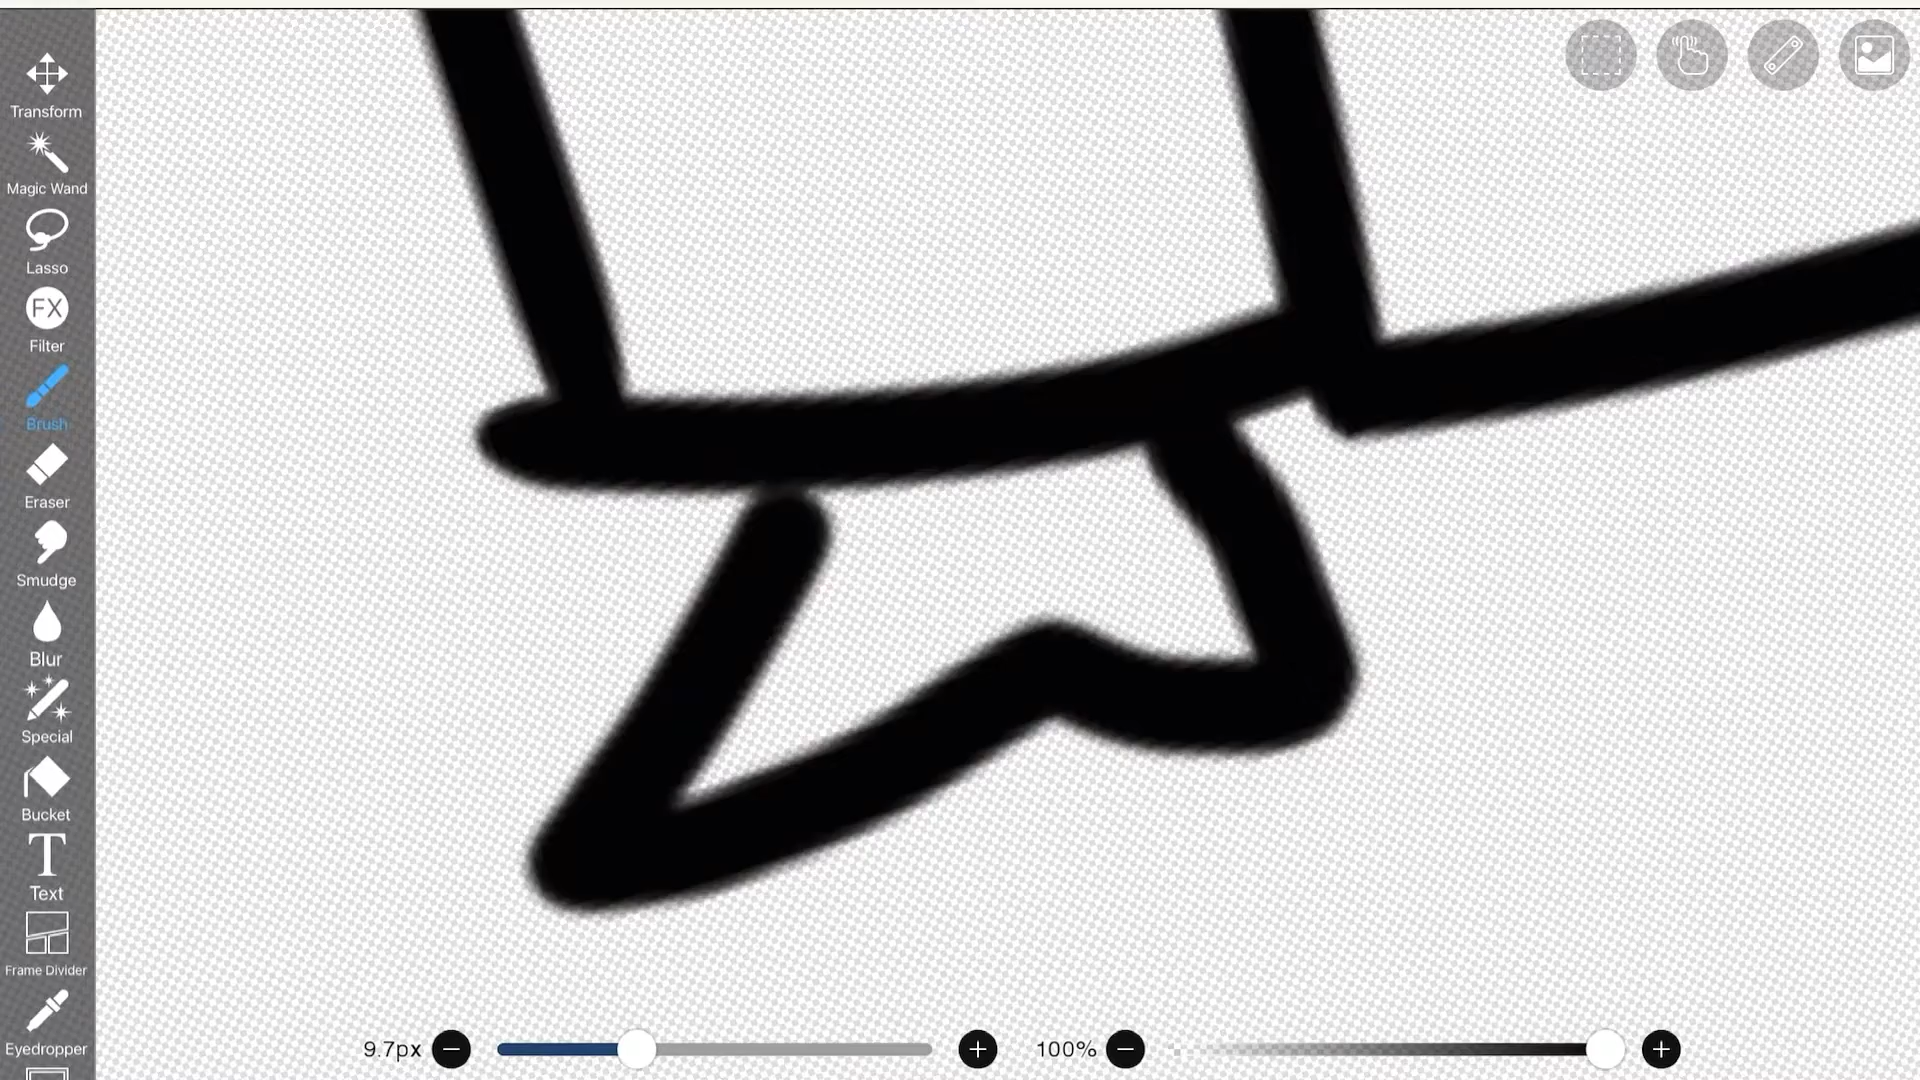 Transform
Magic Wand
Lasso
FX
Filter
Brush
Eraser
Smudge
Blur
Special
Bucket
T
Text
Frame Divider
Eyedropper
9.7px
100%